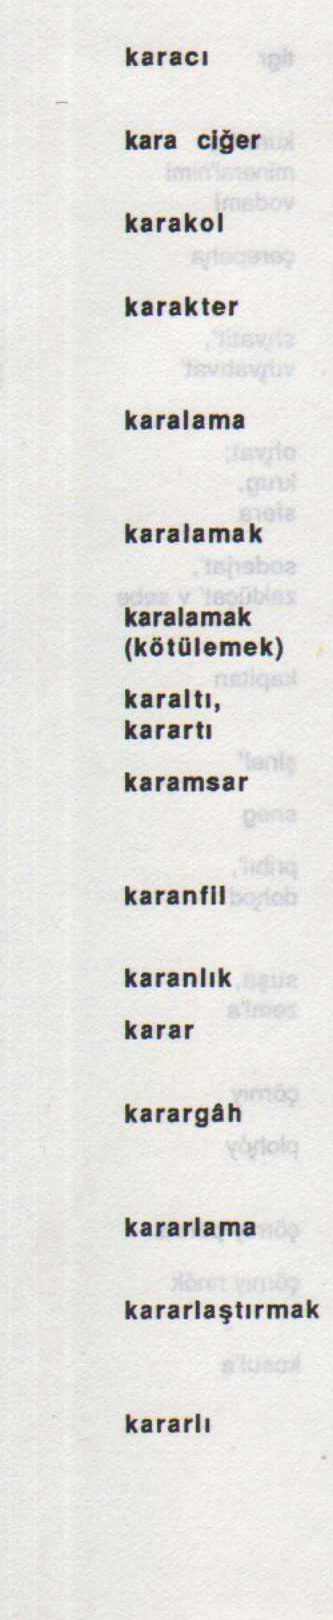 karacı
kara ciğer
karakol
karakter
karalama
karalamak
karalamak
(kötülemek)
karaltı,
karartı
karamsar
karanfil
karanlık
karar
karargâh
kararlama
kararlaştırmak
kararlı